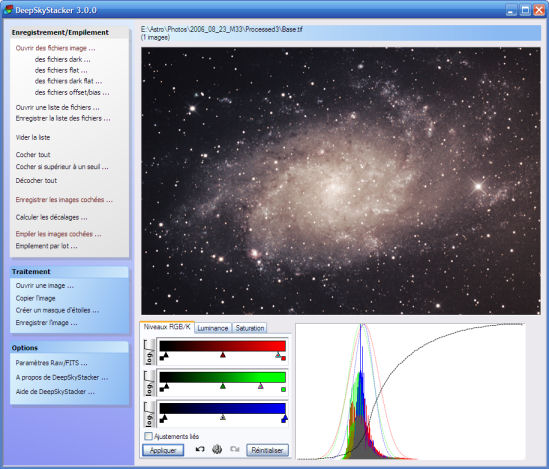 DeepSkyStacker 3.0.0
Enregistrement/Empilement
Ouvrir des fichiers image ...
des fichiers dark ...
des fichiers flat ...
des fichiers dark flat ...
des fichiers offset/bias ...
Ouvrir une liste de fichiers ...
Enregistrer la liste des fichiers ...
Vider la liste
Cocher tout
Cocher si supérieur à un seuil ...
Décocher tout
Enregistrer les images cochées ...
Calculer les décalages ...
Empiler les images cochées ...
Empilement par lot ...
Traitement
Ouvrir une image ...
Copier l'image
Créer un masque d'étoiles ...
Enregistrer l'image ...
Options
Paramètres Raw/FITS ...
A propos de DeepSkyStacker ...
Aide de DeepSkyStacker ...
E:\Astro\Photos\2006_08_23_M33\Processed3\Base.tif
(1 images)
Niveaux RGB/K Luminance Saturation
log
log
log
Ajustements liés
Appliquer Réinitialiser